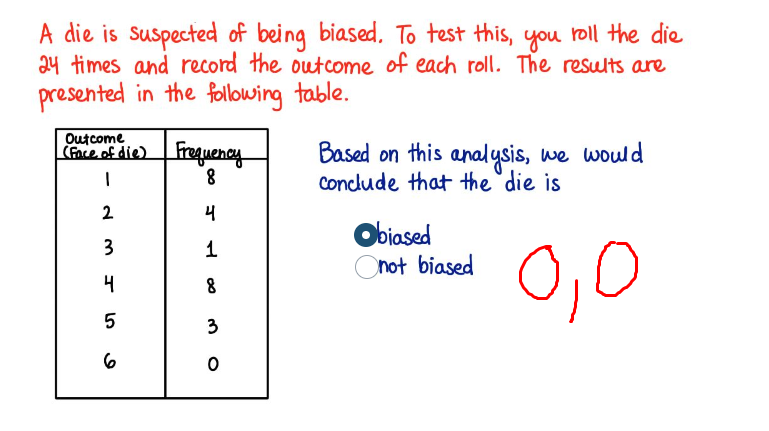 A die is suspected of being biased. To test this, you roll the die
24 times and record the outcome of each roll. The results are
presented in the following table.
Outcome
(Face of die) Frequency
1 8
2 4
3 1
4 8
5 3
6 0
Based on this analysis, we would
conclude that the die is
biased
not biased
0,0